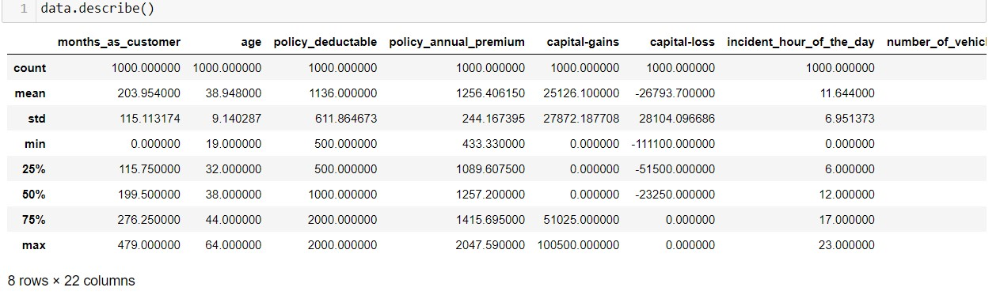 1 data.describe()
months_as_customer age policy_deductable policy_annual_premium capital-gains capital-loss incident_hour_of_the_day
count 1000.000000 1000.000000 1000.000000 1000.000000 1000.000000 1000.000000 1000.000000
mean 203.954000 38.948000 1136.000000 1256.406150 25126.100000 -26793.700000 11.644000
std 115.113174 9.140287 611.864673 244.167395 27872.187708 28104.096686 6.951373
min 0.000000 19.000000 500.000000 433.330000 0.000000 -111100.000000 0.000000
25% 115.750000 32.000000 500.000000 1089.607500 0.000000 -51500.000000 6.000000
50% 199.500000 38.000000 1000.000000 1257.200000 0.000000 -23250.000000 12.000000
75% 276.250000 44.000000 2000.000000 1415.695000 51025.000000 0.000000 17.000000
max 479.000000 64.000000 2000.000000 2047.590000 100500.000000 0.000000 23.000000
8 rows × 22 columns